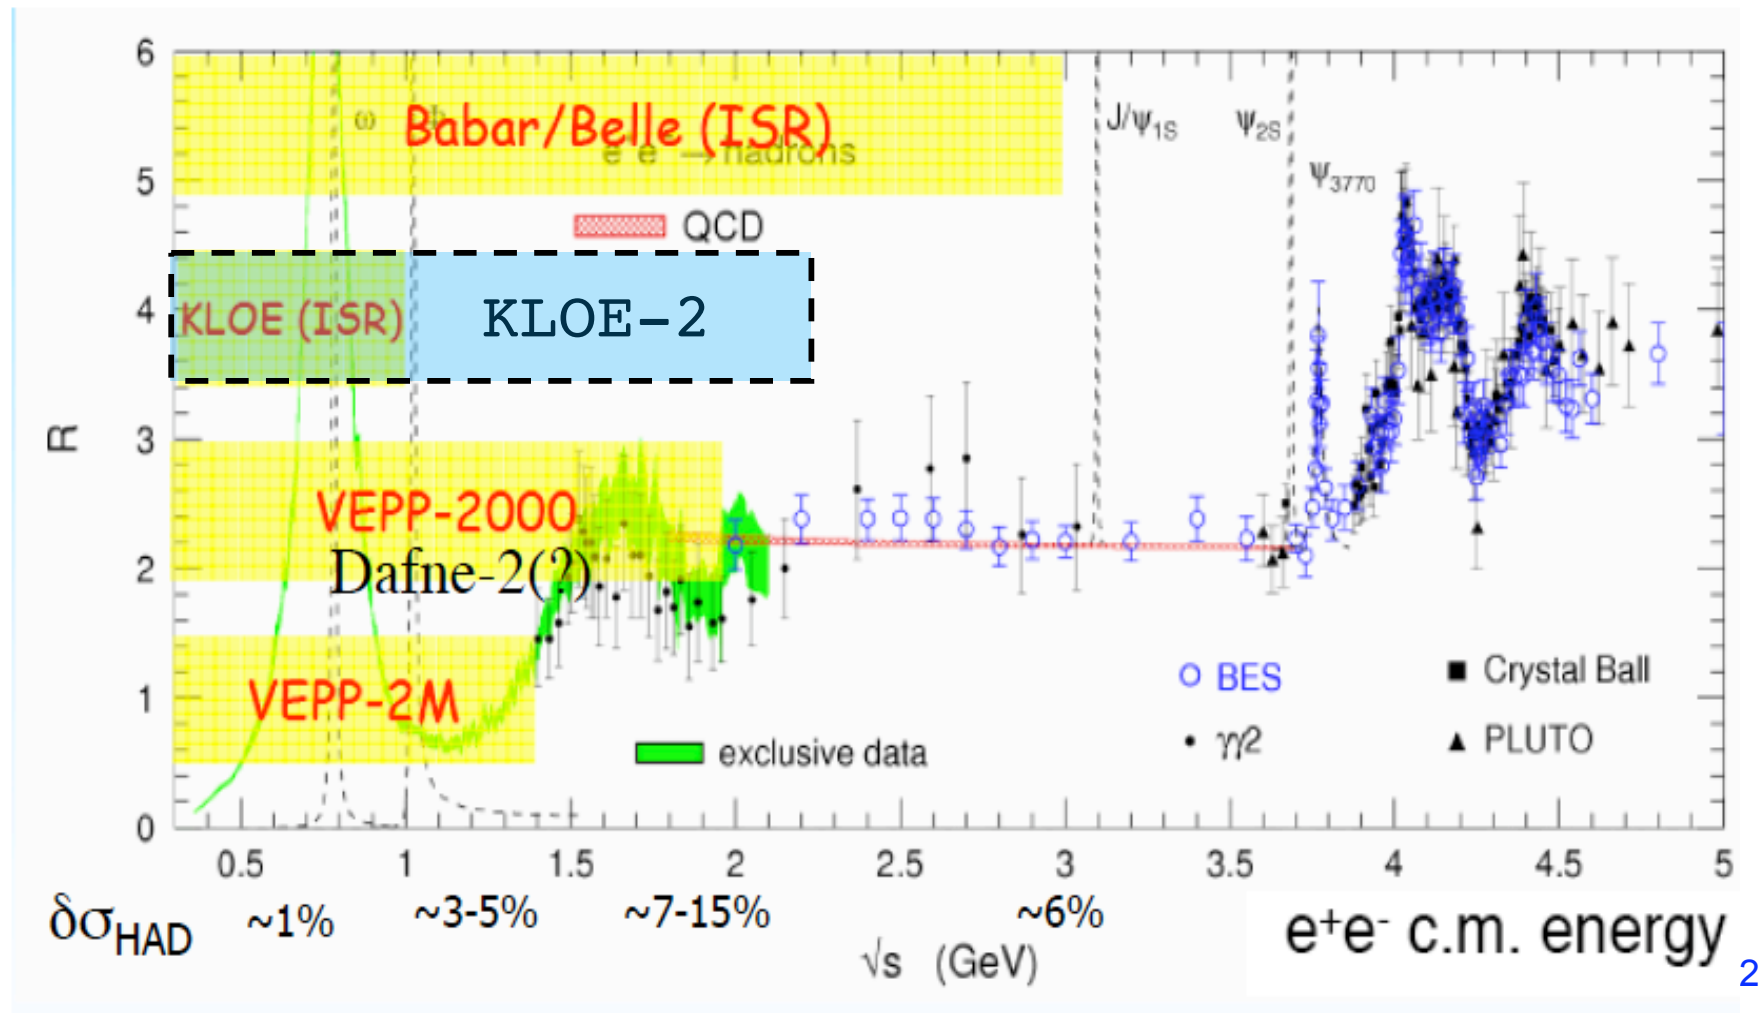 6
5
4
3
2
1
0
R
ω
Φ
Babar/Belle (ISR)
e⁺e⁻ → hadrons
J/ψ1S
ψ2S
ψ3770
QCD
KLOE (ISR)
KLOE-2
VEPP-2000
Dafne-2(?)
VEPP-2M
exclusive data
BES
γγ2
Crystal Ball
PLUTO
0.5 1 1.5 2 2.5 3 3.5 4 4.5 5
δσHAD ~1% ~3-5% ~7-15% ~6%
√s (GeV)
e⁺e⁻ c.m. energy
2